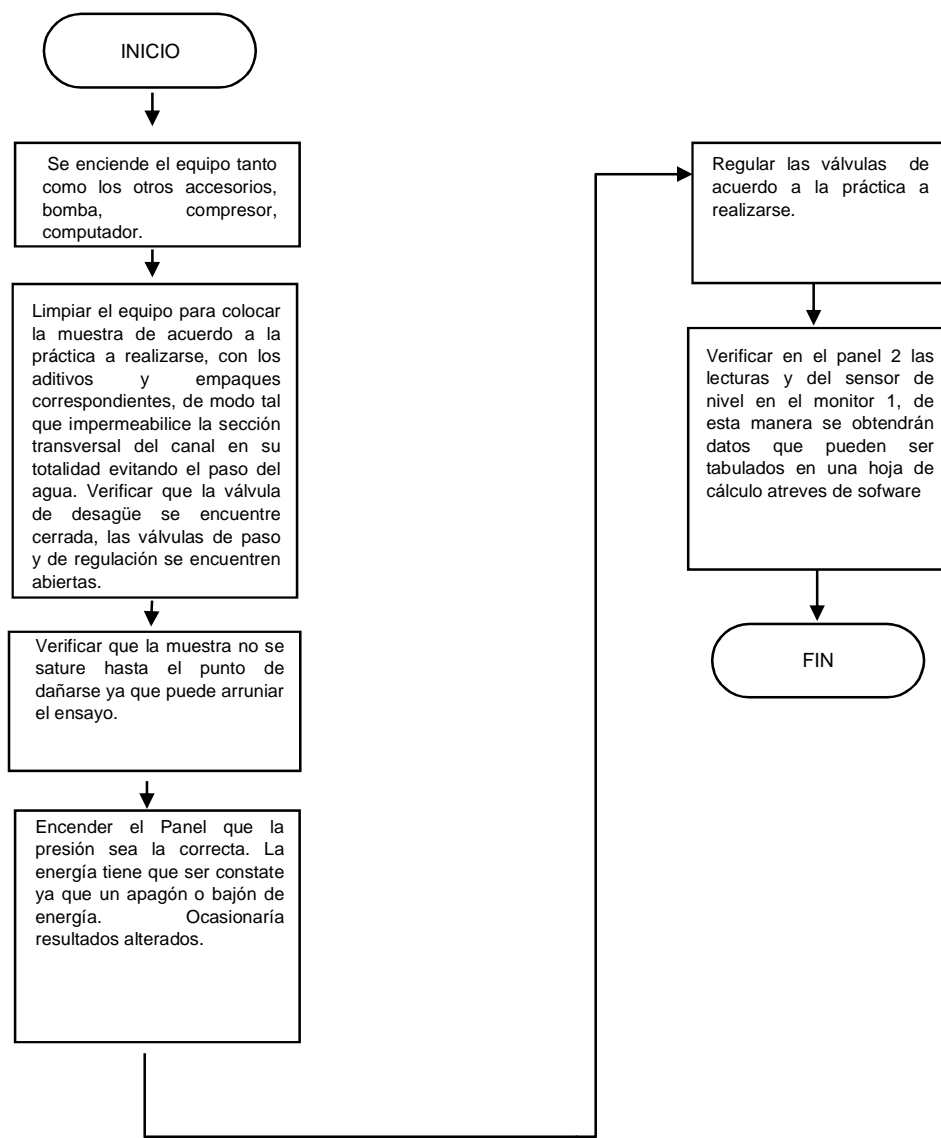 INICIO
Se enciende el equipo tanto
como los otros accesorios,
bomba, compresor,
computador.
Limpiar el equipo para colocar
la muestra de acuerdo a la
práctica a realizarse, con los
aditivos y empaques
correspondientes, de modo tal
que impermeabilice la sección
transversal del canal en su
totalidad evitando el paso del
agua. Verificar que la válvula
de desagüe se encuentre
cerrada, las válvulas de paso
y de regulación se encuentren
abiertas.
Verificar que la muestra no se
sature hasta el punto de
dañarse ya que puede arruniar
el ensayo.
Encender el Panel que la
presión sea la correcta. La
energía tiene que ser constate
ya que un apagón o bajón de
energía. Ocasionaría
resultados alterados.
Regular las válvulas de
acuerdo a la práctica a
realizarse.
Verificar en el panel 2 las
lecturas y del sensor de
nivel en el monitor 1, de
esta manera se obtendrán
datos que pueden ser
tabulados en una hoja de
cálculo atreves de sofware
FIN